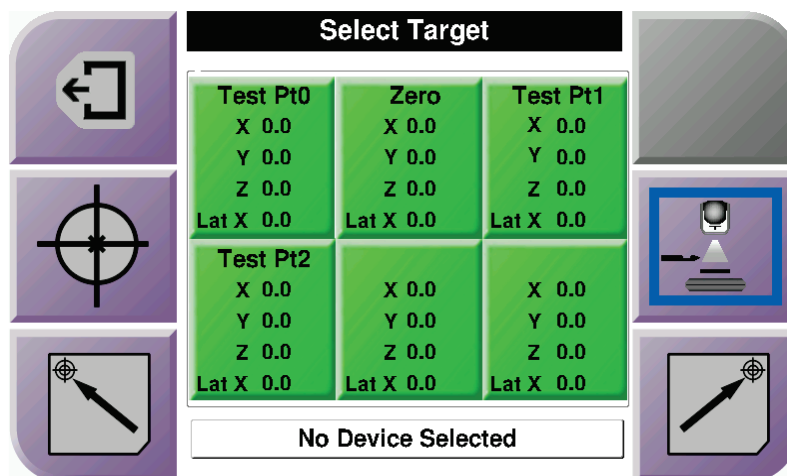 Select Target
Test Pt0 Zero Test Pt1
X 0.0 X 0.0 X 0.0
Y 0.0 Y 0.0 Y 0.0
Z 0.0 Z 0.0 Z 0.0
Lat X 0.0 Lat X 0.0 Lat X 0.0
Test Pt2
X 0.0 X 0.0 X 0.0
Y 0.0 Y 0.0 Y 0.0
Z 0.0 Z 0.0 Z 0.0
Lat X 0.0 Lat X 0.0 Lat X 0.0
No Device Selected